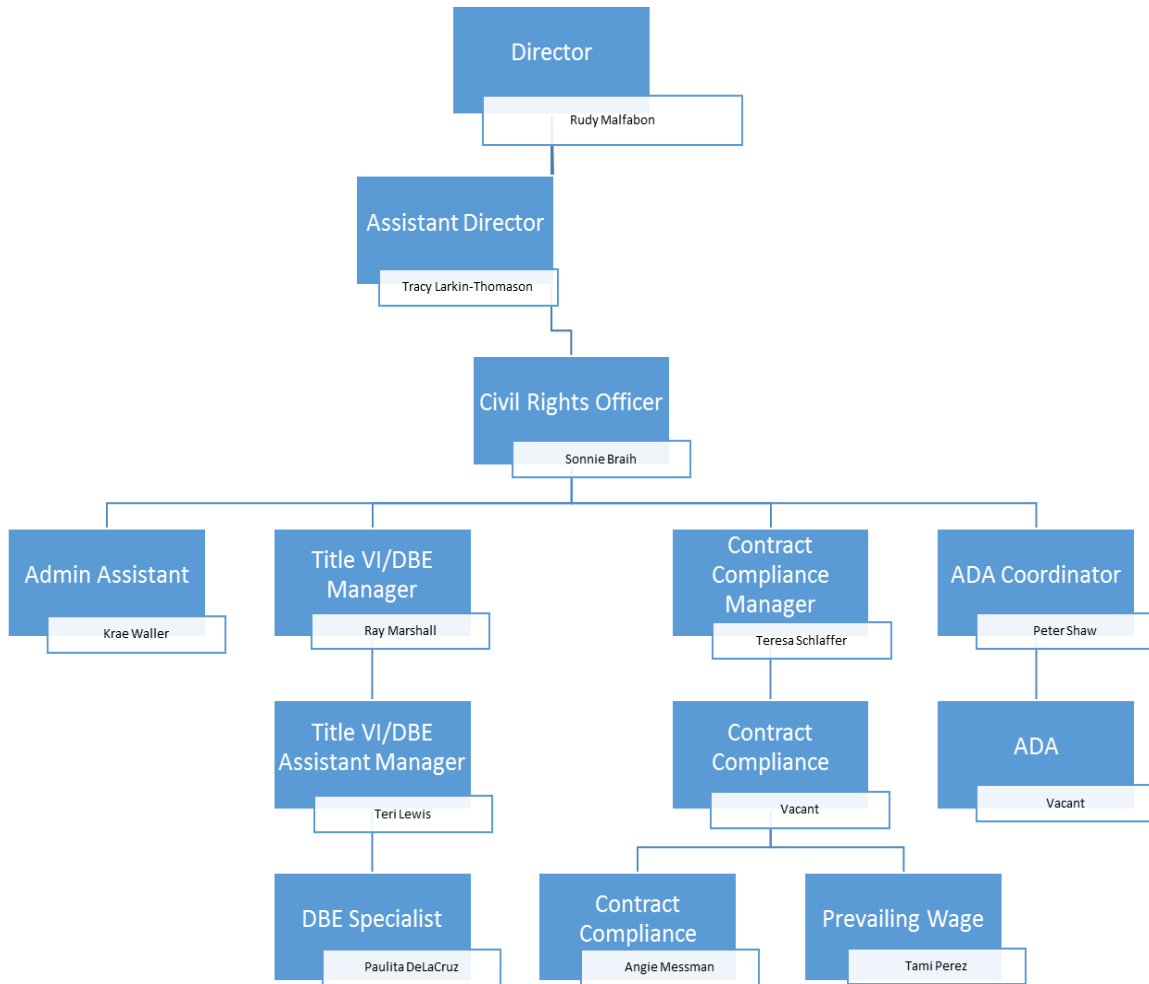 Director
Rudy Malfabon
Assistant Director
Tracy Larkin-Thomason
Civil Rights Officer
Sonnie Braih
Admin Assistant
Krae Waller
Title VI/DBE
Manager
Ray Marshall
Contract
Compliance
Manager
Teresa Schlaffer
ADA Coordinator
Peter Shaw
Title VI/DBE
Assistant Manager
Teri Lewis
Contract
Compliance
Vacant
ADA
Vacant
DBE Specialist
Paulita DeLaCruz
Contract
Compliance
Angie Messman
Prevailing Wage
Tami Perez